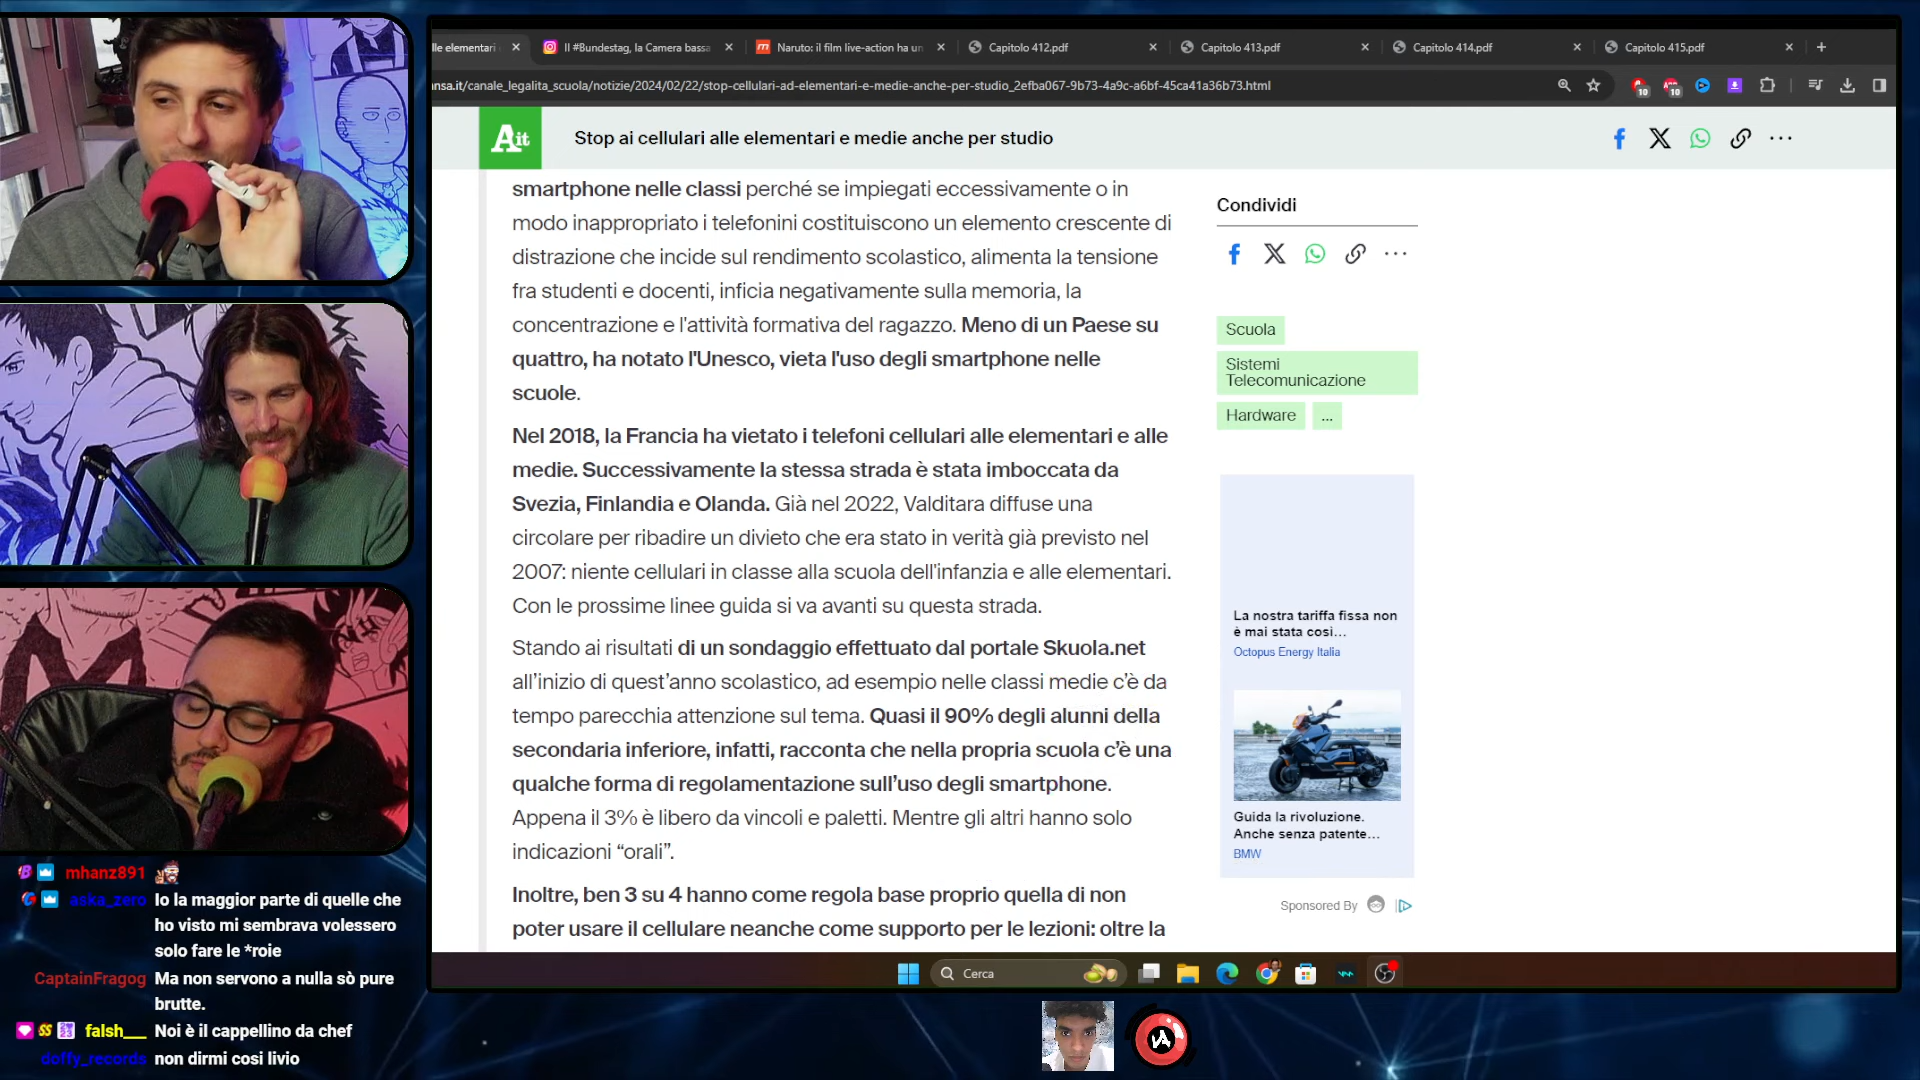 lle elementari
Il #Bundestag, la Camera bassa
Naruto: il film live-action ha un
Capitolo 412.pdf
Capitolo 413.pdf
Capitolo 414.pdf
Capitolo 415.pdf
ansa.it/canale_legalita_scuola/notizie/2024/02/22/stop-cellulari-ad-elementari-e-medie-anche-per-studio_2efba067-9b73-4a9c-a6bf-45ca41a36b73.html
10
10
Ait
Stop ai cellulari alle elementari e medie anche per studio
smartphone nelle classi perché se impiegati eccessivamente o in
modo inappropriato i telefonini costituiscono un elemento crescente di
distrazione che incide sul rendimento scolastico, alimenta la tensione
fra studenti e docenti, inficia negativamente sulla memoria, la
concentrazione e l'attività formativa del ragazzo. Meno di un Paese su
quattro, ha notato l'Unesco, vieta l'uso degli smartphone nelle
scuole.
Nel 2018, la Francia ha vietato i telefoni cellulari alle elementari e alle
medie. Successivamente la stessa strada è stata imboccata da
Svezia, Finlandia e Olanda. Già nel 2022, Valditara diffuse una
circolare per ribadire un divieto che era stato in verità già previsto nel
2007: niente cellulari in classe alla scuola dell'infanzia e alle elementari.
Con le prossime linee guida si va avanti su questa strada.
Stando ai risultati di un sondaggio effettuato dal portale Skuola.net
all’inizio di quest’anno scolastico, ad esempio nelle classi medie c’è da
tempo parecchia attenzione sul tema. Quasi il 90% degli alunni della
secondaria inferiore, infatti, racconta che nella propria scuola c’è una
qualche forma di regolamentazione sull’uso degli smartphone.
Appena il 3% è libero da vincoli e paletti. Mentre gli altri hanno solo
indicazioni “orali”.
Inoltre, ben 3 su 4 hanno come regola base proprio quella di non
poter usare il cellulare neanche come supporto per le lezioni: oltre la
Condividi
Scuola
Sistemi
Telecomunicazione
Hardware
...
La nostra tariffa fissa non
è mai stata così...
Octopus Energy Italia
Guida la rivoluzione.
Anche senza patente...
BMW
Sponsored By
Cerca
mhanz891
aska_zero Io la maggior parte di quelle che
ho visto mi sembrava volessero
solo fare le *roie
CaptainFragog Ma non servono a nulla sò pure
brutte.
falsh___ Noi è il cappellino da chef
doffy_records non dirmi cosi livio